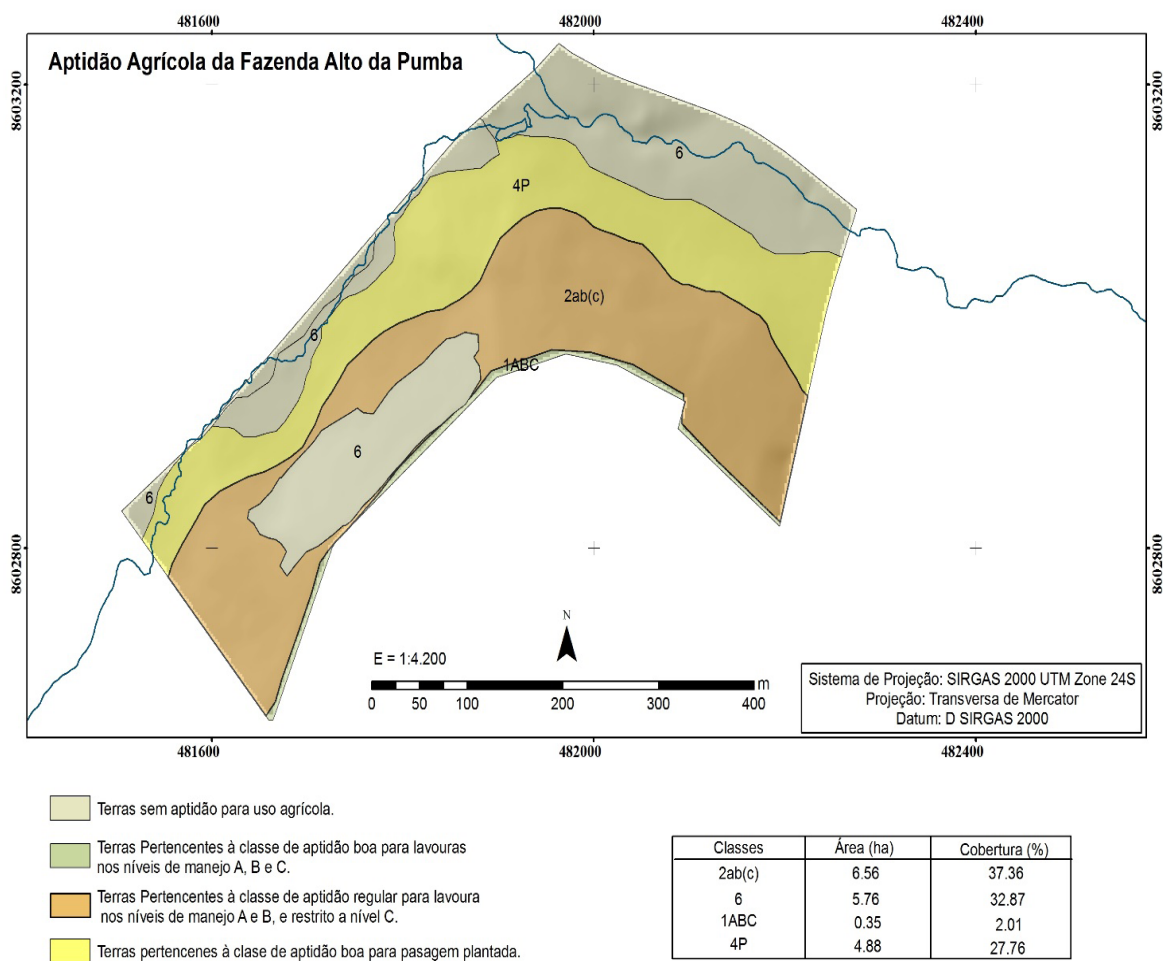 481600 482000 482400
Aptidão Agrícola da Fazenda Alto da Pumba
8603200 8603200
6
4P
2ab(c)
6
1ABC
6
6
8602800 8602800
N
E = 1:4.200
m
0 50 100 200 300 400
Sistema de Projeção: SIRGAS 2000 UTM Zone 24S
Projeção: Transversa de Mercator
Datum: D SIRGAS 2000
481600 482000 482400
Terras sem aptidão para uso agrícola.
Terras Pertencentes à classe de aptidão boa para lavouras
nos níveis de manejo A, B e C.
Terras Pertencentes à classe de aptidão regular para lavoura
nos níveis de manejo A e B, e restrito a nível C.
Terras pertencenes à clase de aptidão boa para pasagem plantada.
Classes Área (ha) Cobertura (%)
2ab(c) 6.56 37.36
6 5.76 32.87
1ABC 0.35 2.01
4P 4.88 27.76